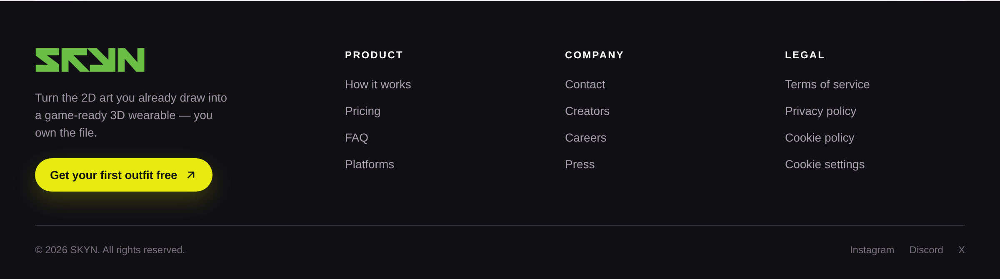 SKYN
Turn the 2D art you already draw into
a game-ready 3D wearable — you
own the file.
Get your first outfit free
PRODUCT
How it works
Pricing
FAQ
Platforms
COMPANY
Contact
Creators
Careers
Press
LEGAL
Terms of service
Privacy policy
Cookie policy
Cookie settings
© 2026 SKYN. All rights reserved.
Instagram Discord X